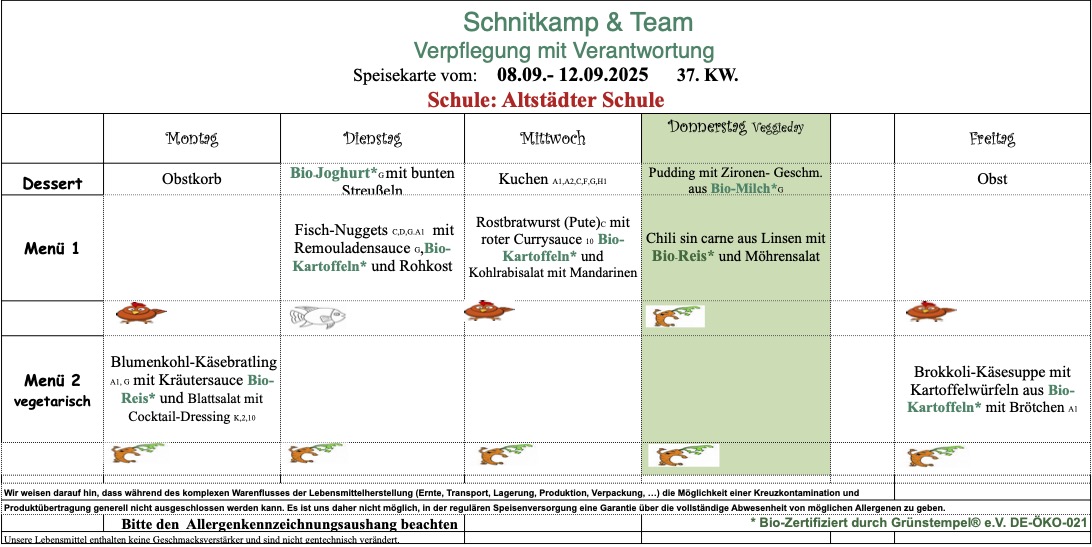 Schnitkamp & Team
Verpflegung mit Verantwortung
Speisekarte vom: 08.09.- 12.09.2025 37. KW.
Schule: Altstädter Schule
Montag
Dienstag
Mittwoch
Donnerstag Veggieday
Freitag
Dessert
Obstkorb
Bio-Joghurt*G mit bunten
Streußeln
Kuchen A1,A2,C,F,G,H1
Pudding mit Zironen- Geschm.
aus Bio-Milch*G
Obst
Menü 1
Fisch-Nuggets C,D,G.A1 mit
Remouladensauce G,Bio-
Kartoffeln* und Rohkost
Rostbratwurst (Pute)C mit
roter Currysauce 10 Bio-
Kartoffeln* und
Kohlrabisalat mit Mandarinen
Chili sin carne aus Linsen mit
Bio-Reis* und Möhrensalat
Menü 2
vegetarisch
Blumenkohl-Käsebratling
A1, G mit Kräutersauce Bio-
Reis* und Blattsalat mit
Cocktail-Dressing K,2,10
Brokkoli-Käsesuppe mit
Kartoffelwürfeln aus Bio-
Kartoffeln* mit Brötchen A1
Wir weisen darauf hin, dass während des komplexen Warenflusses der Lebensmittelherstellung (Ernte, Transport, Lagerung, Produktion, Verpackung, ...) die Möglichkeit einer Kreuzkontamination und
Produktübertragung generell nicht ausgeschlossen werden kann. Es ist uns daher nicht möglich, in der regulären Speisenversorgung eine Garantie über die vollständige Abwesenheit von möglichen Allergenen zu geben.
Bitte den Allergenkennzeichnungsaushang beachten
* Bio-Zertifiziert durch Grünstempel® e.V. DE-ÖKO-021
Unsere Lebensmittel enthalten keine Geschmacksverstärker und sind nicht gentechnisch verändert.